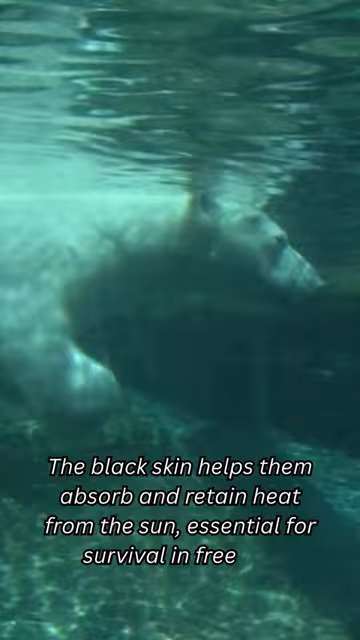 The black skin helps them
absorb and retain heat
from the sun, essential for
survival in free